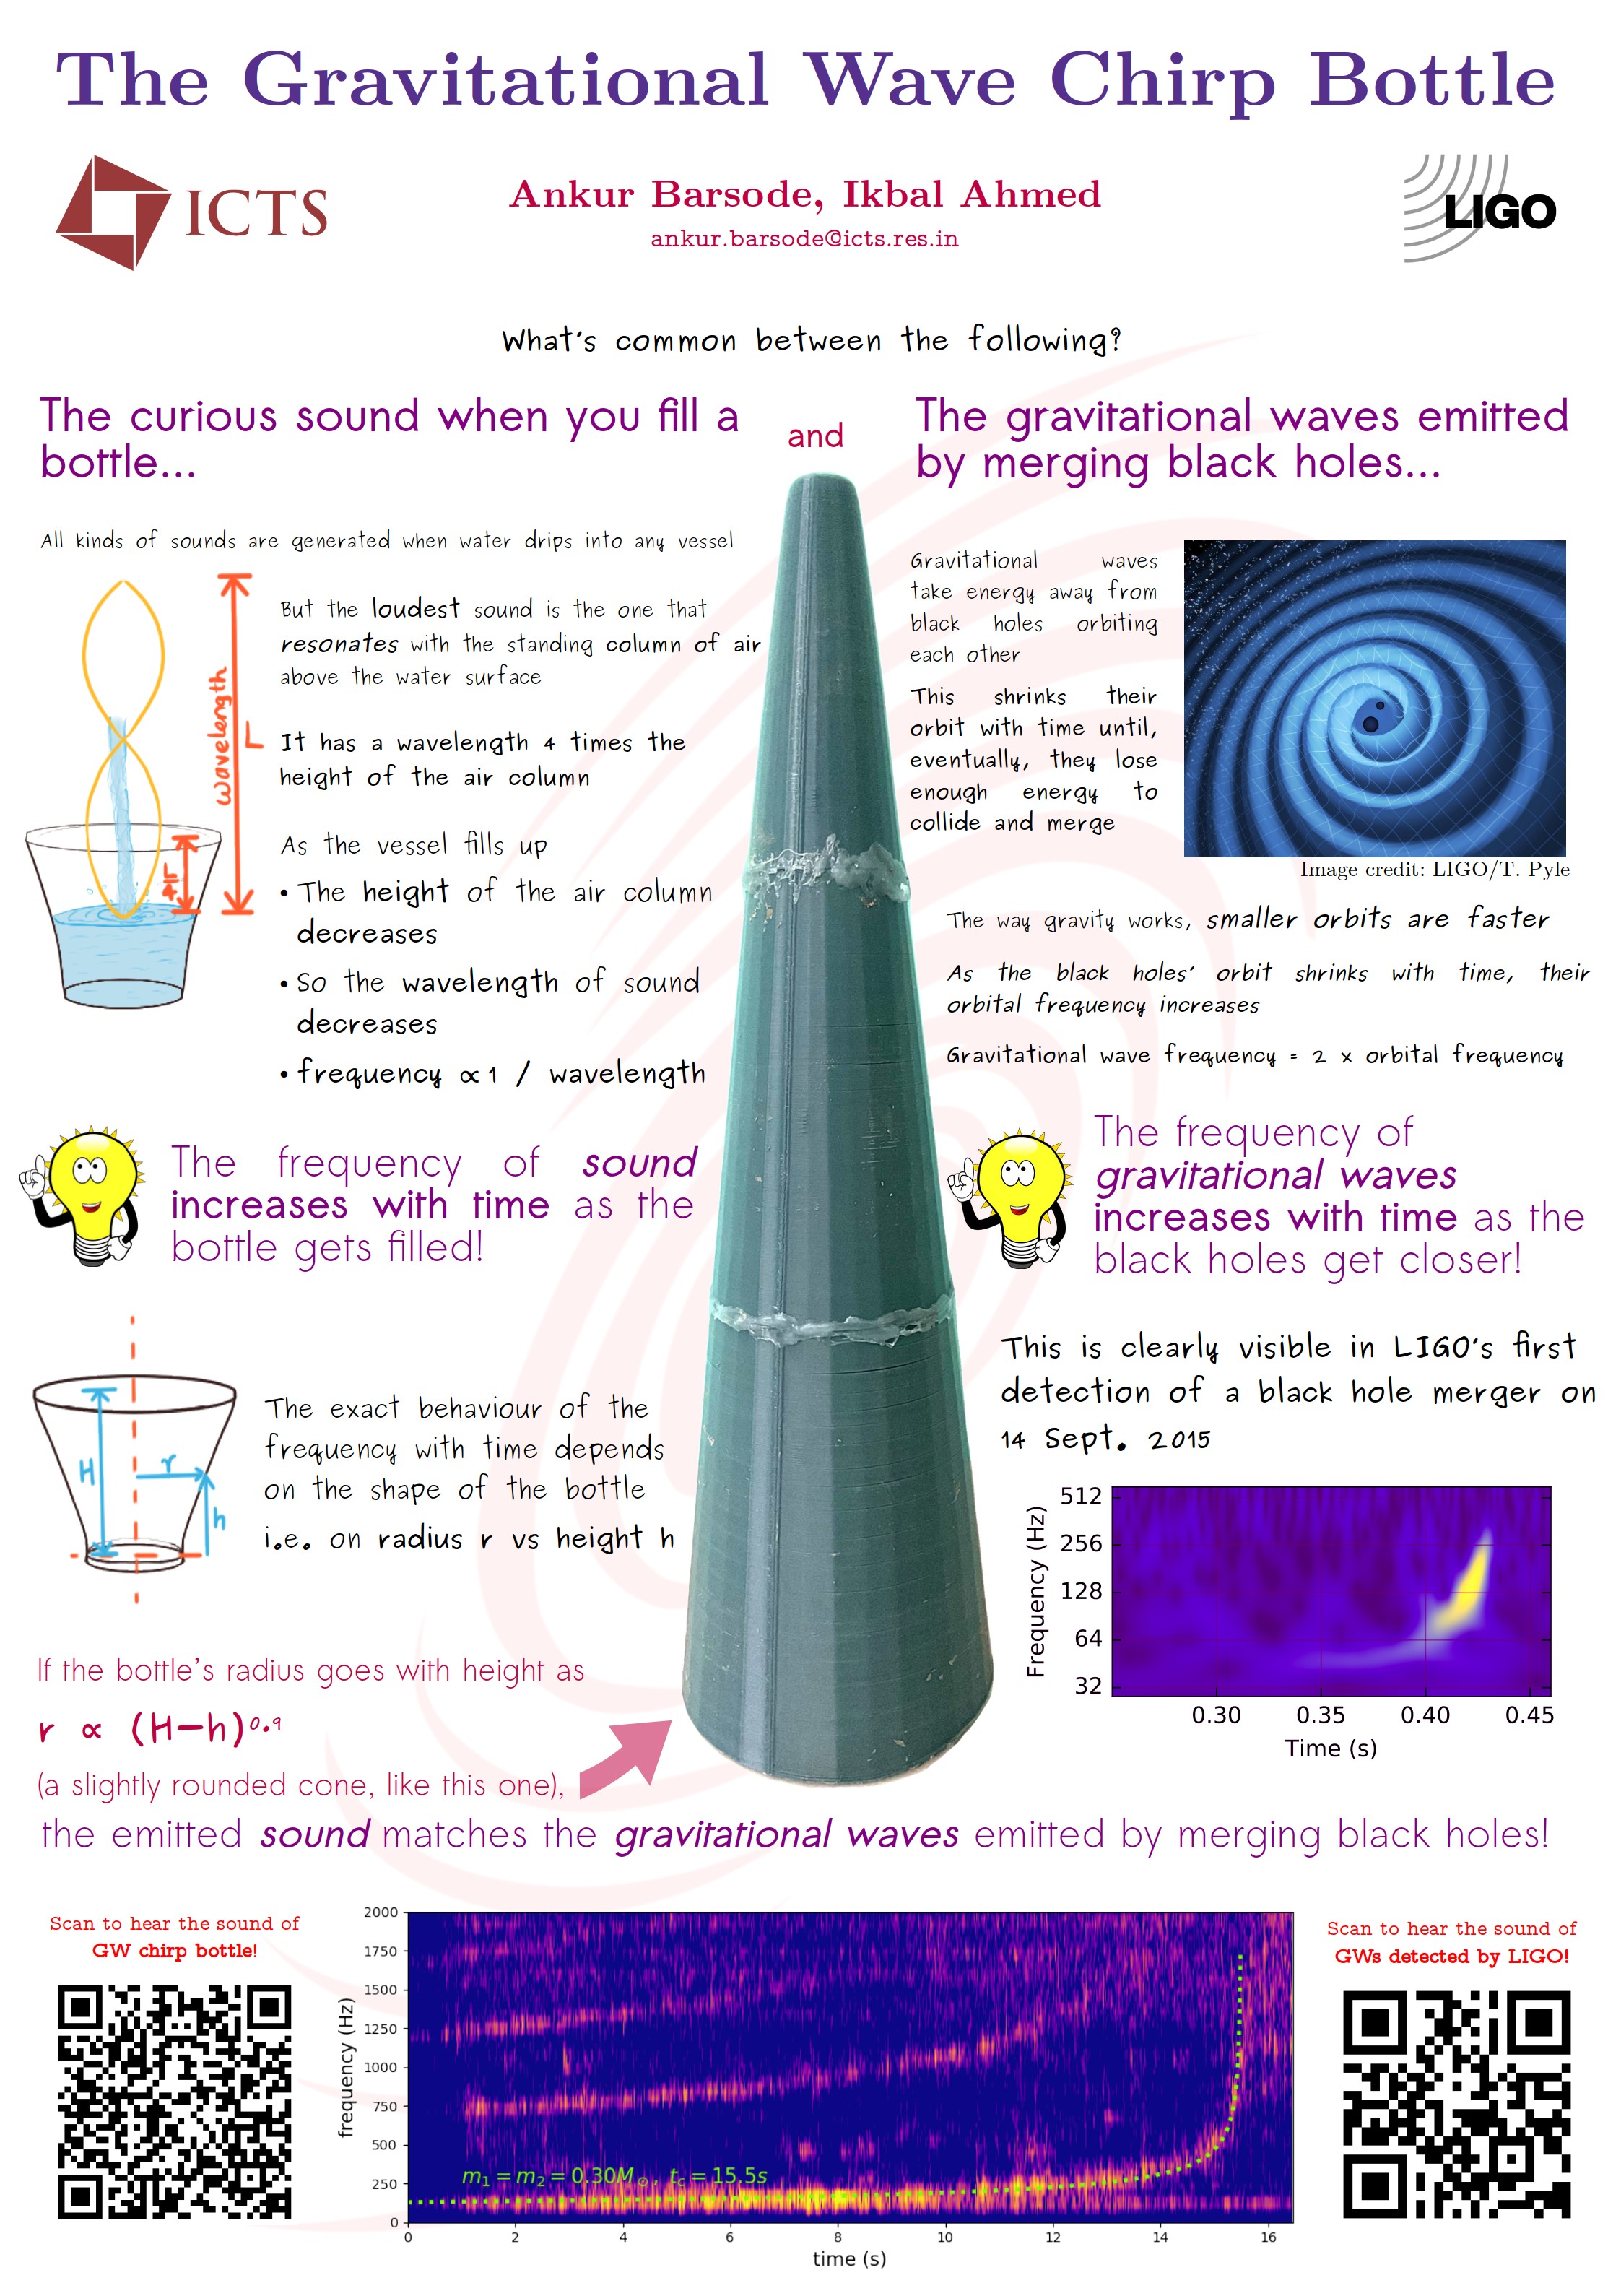 The Gravitational Wave Chirp Bottle
ICTS
Ankur Barsode, Ikbal Ahmed
ankur.barsode@icts.res.in
LIGO
What's common between the following?
The curious sound when you fill a
bottle...
and
The gravitational waves emitted
by merging black holes...
All kinds of sounds are generated when water drips into any vessel
Wavelength
L
L/4
But the loudest sound is the one that
resonates with the standing column of air
above the water surface
It has a wavelength 4 times the
height of the air column
As the vessel fills up
• The height of the air column
decreases
• So the wavelength of sound
decreases
• frequency ∝ 1 / wavelength
The frequency of sound
increases with time as the
bottle gets filled!
H
r
h
The exact behaviour of the
frequency with time depends
on the shape of the bottle
i.e. on radius r vs height h
If the bottle's radius goes with height as
r ∝ (H-h)^0.9
(a slightly rounded cone, like this one),
Gravitational waves
take energy away from
black holes orbiting
each other
This shrinks their
orbit with time until,
eventually, they lose
enough energy to
collide and merge
Image credit: LIGO/T. Pyle
The way gravity works, smaller orbits are faster
As the black holes' orbit shrinks with time, their
orbital frequency increases
Gravitational wave frequency = 2 x orbital frequency
The frequency of
gravitational waves
increases with time as the
black holes get closer!
This is clearly visible in LIGO's first
detection of a black hole merger on
14 Sept. 2015
Frequency (Hz)
512
256
128
64
32
0.30 0.35 0.40 0.45
Time (s)
the emitted sound matches the gravitational waves emitted by merging black holes!
Scan to hear the sound of
GW chirp bottle!
frequency (Hz)
2000
1750
1500
1250
1000
750
500
250
0
m₁ = m₂ = 0.30M☉, t_c = 15.5s
0 2 4 6 8 10 12 14 16
time (s)
Scan to hear the sound of
GWs detected by LIGO!